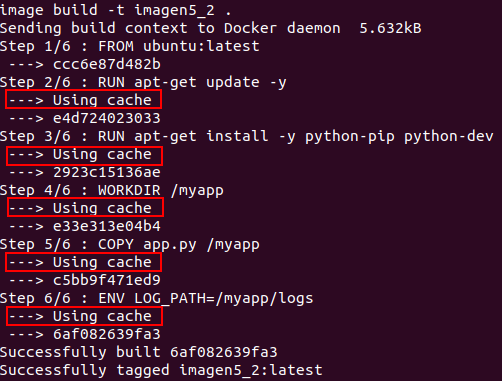 image build -t imagen5_2 .
Sending build context to Docker daemon  5.632kB
Step 1/6 : FROM ubuntu:latest
 ---> ccc6e87d482b
Step 2/6 : RUN apt-get update -y
 ---> Using cache
 ---> e4d724023033
Step 3/6 : RUN apt-get install -y python-pip python-dev
 ---> Using cache
 ---> 2923c15136ae
Step 4/6 : WORKDIR /myapp
 ---> Using cache
 ---> e33e313e04b4
Step 5/6 : COPY app.py /myapp
 ---> Using cache
 ---> c5bb9f471ed9
Step 6/6 : ENV LOG_PATH=/myapp/logs
 ---> Using cache
 ---> 6af082639fa3
Successfully built 6af082639fa3
Successfully tagged imagen5_2:latest